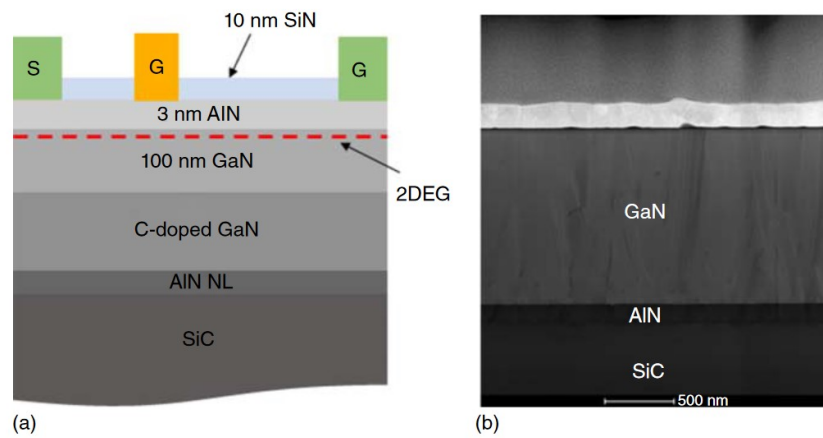 10 nm SiN
S
G
G
3 nm AlN
100 nm GaN
2DEG
C-doped GaN
AlN NL
SiC
(a)
GaN
AlN
SiC
500 nm
(b)